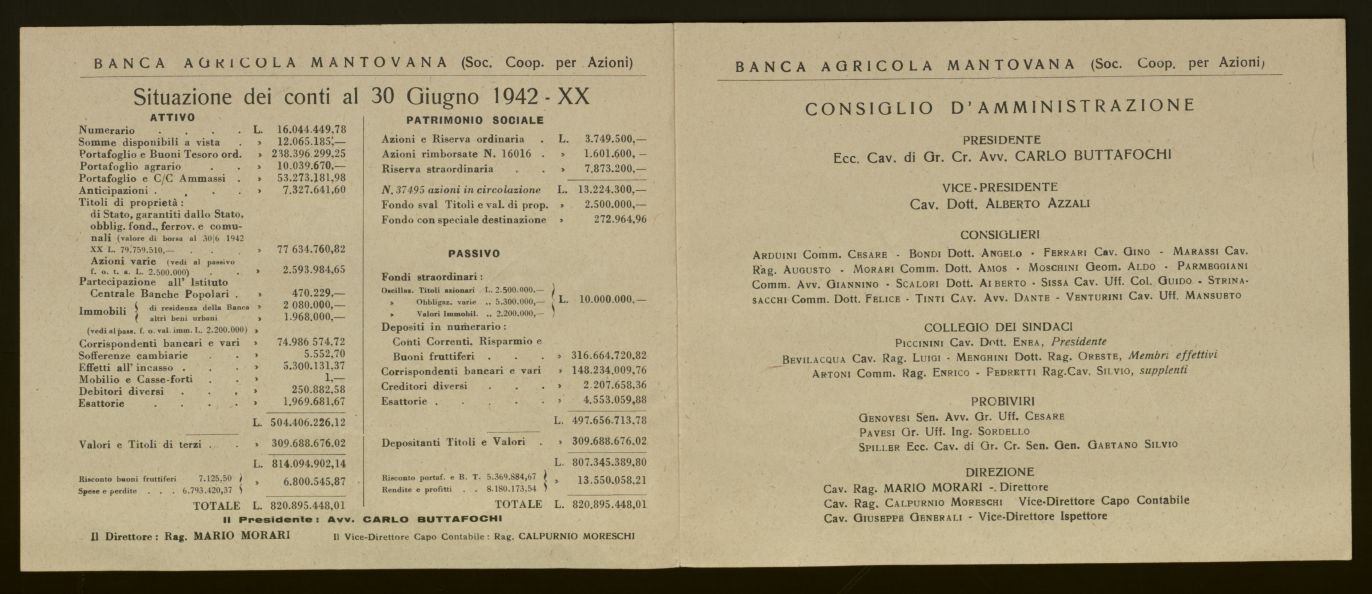 BANCA AGRICOLA MANTOVANA (Soc. Coop. per Azioni)
Situazione dei conti al 30 Giugno 1942 - XX
ATTIVO
Numerario . . . . L. 16.044.449,78
Somme disponibili a vista . » 12.065.185,—
Portafoglio e Buoni Tesoro ord. » 238.396.299,25
Portafoglio agrario . . » 10.039.670,—
Portafoglio e C/C Ammassi . » 53.273.181,98
Anticipazioni . . . . » 7.327.641,60
Titoli di proprietà :
di Stato, garantiti dallo Stato,
obblig. fond., ferrov. e comu-
nali (valore di borsa al 30/6 1942
XX L. 79.759.510,— . . » 77 634.760,82
Azioni varie (vedi al passivo
f. o. t. a. L. 2.500.000) . . » 2.593.984,65
Partecipazione all' Istituto
Centrale Banche Popolari . » 470.229,—
Immobili di residenza della Banca » 2 080.000,—
altri beni urbani » 1.968.000,—
(vedi al pass. f. o. val. imm. L. 2.200.000) »
Corrispondenti bancari e vari » 74.986 574,72
Sofferenze cambiarie . . » 5.552,70
Effetti all' incasso . . . » 5.300.131,37
Mobilio e Casse-forti . . » 1,—
Debitori diversi . . . » 250.882,58
Esattorie . . . . » 1,969.681,67
L. 504.406.226,12
Valori e Titoli di terzi . . » 309.688.676,02
L. 814.094.902,14
Risconto buoni fruttiferi 7.125,50
Spese e perdite . . . 6.793.420,37 » 6.800.545,87
TOTALE L. 820.895.448,01
PATRIMONIO SOCIALE
Azioni e Riserva ordinaria . L. 3.749.500,—
Azioni rimborsate N. 16016 . » 1.601.600, —
Riserva straordinaria . . » 7,873.200,—
N. 37495 azioni in circolazione L. 13.224.300,—
Fondo sval Titoli e val. di prop. » 2.500.000,—
Fondo con speciale destinazione » 272.964,96
PASSIVO
Fondi straordinari :
Oscillaz. Titoli azionari L. 2.500.000,—
» Obbligaz. varie ,, 5.300.000,— L. 10.000.000,—
» Valori Immobil. ,, 2.200.000,—
Depositi in numerario :
Conti Correnti, Risparmio e
Buoni fruttiferi . . . » 316.664.720,82
Corrispondenti bancari e vari » 148.234,009,76
Creditori diversi . . . » 2.207.658,36
Esattorie . . . . . » 4.553.059,88
L. 497.656.713,78
Depositanti Titoli e Valori . » 309.688.676,02
L. 807.345.389,80
Risconto portaf. e B. T. 5.369.884,67
Rendite e profitti . . 8.180.173,54 » 13.550.058,21
TOTALE L. 820.895.448,01
Il Presidente : Avv. CARLO BUTTAFOCHI
Il Direttore : Rag. MARIO MORARI Il Vice-Direttore Capo Contabile : Rag. CALPURNIO MORESCHI
BANCA AGRICOLA MANTOVANA (Soc. Coop. per Azioni)
CONSIGLIO D'AMMINISTRAZIONE
PRESIDENTE
Ecc. Cav. di Gr. Cr. Avv. CARLO BUTTAFOCHI
VICE-PRESIDENTE
Cav. Dott. ALBERTO AZZALI
CONSIGLIERI
ARDUINI Comm. CESARE - BONDI Dott. ANGELO - FERRARI Cav. GINO - MARASSI Cav.
Rag. AUGUSTO - MORARI Comm. Dott. AMOS - MOSCHINI Geom. ALDO - PARMEGGIANI
Comm. Avv. GIANNINO - SCALORI Dott. ALBERTO - SISSA Cav. Uff. Col. GUIDO - STRINA-
SACCHI Comm. Dott. FELICE - TINTI CAV. Avv. DANTE - VENTURINI Cav. Uff. MANSUETO
COLLEGIO DEI SINDACI
PICCININI Cav. Dott. ENEA, Presidente
BEVILACQUA Cav. Rag. LUIGI - MENGHINI Dott. Rag. ORESTE, Membri effettivi
ARTONI Comm. Rag. ENRICO - PEDRETTI Rag.Cav. SILVIO, supplenti
PROBIVIRI
GENOVESI Sen. Avv. Gr. Uff. CESARE
PAVESI Gr. Uff. Ing. SORDELLO
SPILLER Ecc. Cav. di Gr. Cr. Sen. Gen. GAETANO SILVIO
DIREZIONE
Cav. Rag. MARIO MORARI - Direttore
Cav. Rag. CALPURNIO MORESCHI Vice-Direttore Capo Contabile
Cav. GIUSEPPE GENERALI - Vice-Direttore Ispettore